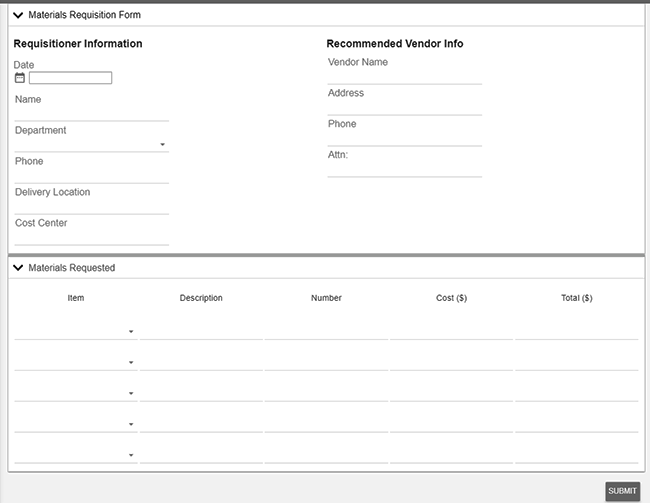 Materials Requisition Form
Requisitioner Information
Date
Name
Department
Phone
Delivery Location
Cost Center
Recommended Vendor Info
Vendor Name
Address
Phone
Attn:
Materials Requested
Item Description Number Cost ($) Total ($)
SUBMIT